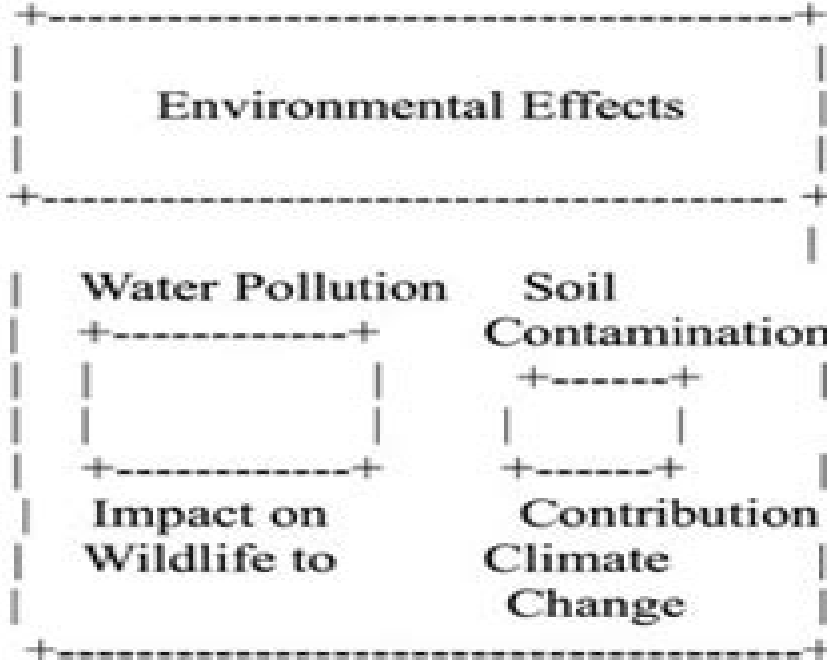 Environmental Effects
Water Pollution Soil
Contamination
Impact on Contribution
Wildlife to Climate
Change